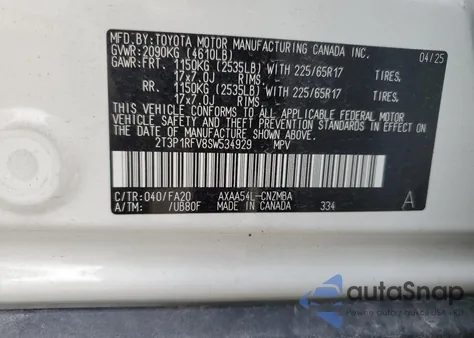 MFD.BY:TOYOTA MOTOR MANUFACTURING CANADA INC. 04/25
GVWR:2090KG (4610LB)
GAWR:FRT. 1150KG (2535LB) WITH 225/65R17 TIRES,
17x7.0J RIMS,
RR. 1150KG (2535LB) WITH 225/65R17 TIRES,
17x7.0J RIMS,
THIS VEHICLE CONFORMS TO ALL APPLICABLE FEDERAL MOTOR
VEHICLE SAFETY, BUMPER, AND THEFT PREVENTION STANDARDS
IN EFFECT ON THE DATE OF MANUFACTURE SHOWN ABOVE.
2T3P1RFV8SW534929 MPV
C/TR:040/FA20 AXAA54L-CNZMBA
A/TM: /UB80F MADE IN CANADA 334 A
autoSnap